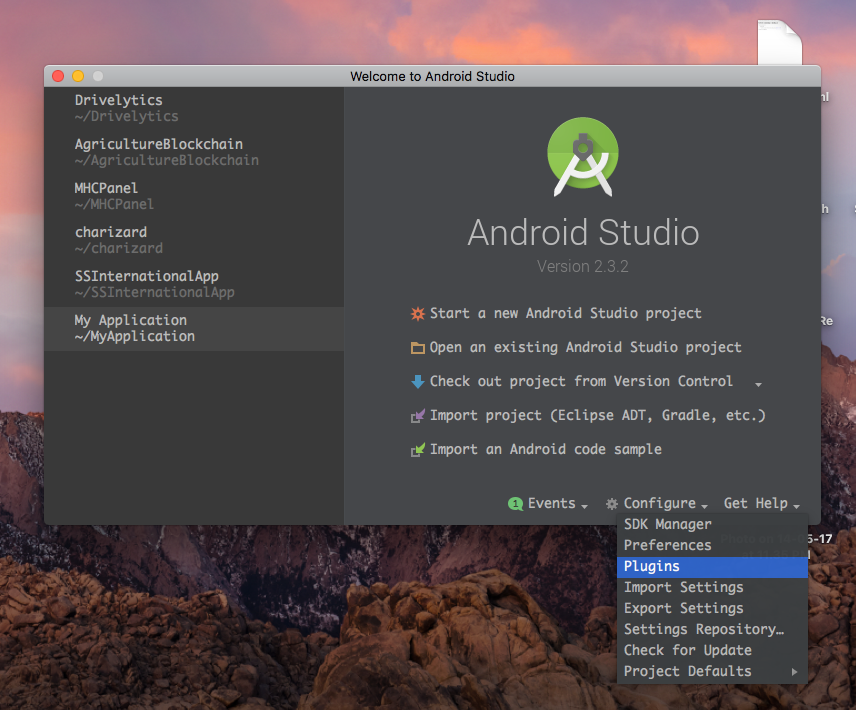 Welcome to Android Studio
Drivelytics
~/Drivelytics
AgricultureBlockchain
~/AgricultureBlockchain
MHCPanel
~/MHCPanel
charizard
~/charizard
SSInternationalApp
~/SSInternationalApp
My Application
~/MyApplication
Android Studio
Version 2.3.2
Start a new Android Studio project
Open an existing Android Studio project
Check out project from Version Control
Import project (Eclipse ADT, Gradle, etc.)
Import an Android code sample
1 Events
Configure
Get Help
SDK Manager
Preferences
Plugins
Import Settings
Export Settings
Settings Repository…
Check for Update
Project Defaults
Re
5-17